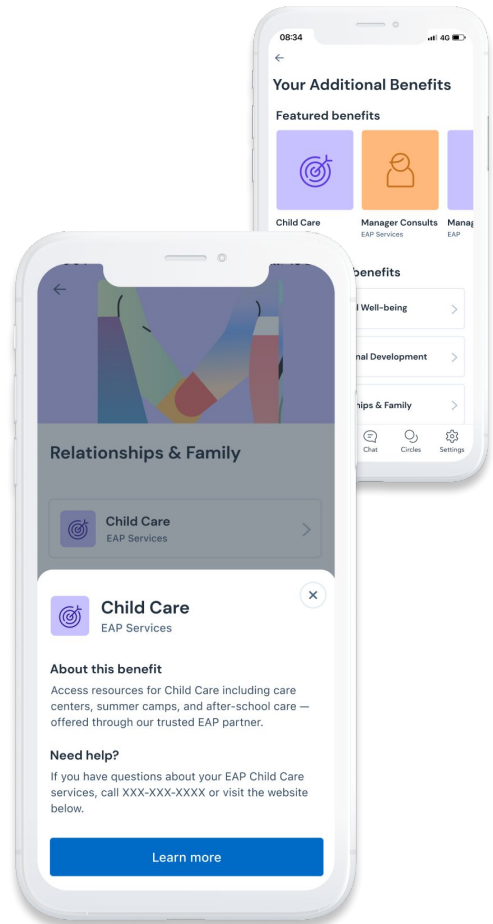 08:34
4G
Your Additional Benefits
Featured benefits
Child Care
Manager Consults
EAP Services
Manag
EAP
benefits
l Well-being
nal Development
hips & Family
Chat
Circles
Settings
Relationships & Family
Child Care
EAP Services
Child Care
EAP Services
About this benefit
Access resources for Child Care including care
centers, summer camps, and after-school care —
offered through our trusted EAP partner.
Need help?
If you have questions about your EAP Child Care
services, call XXX-XXX-XXXX or visit the website
below.
Learn more